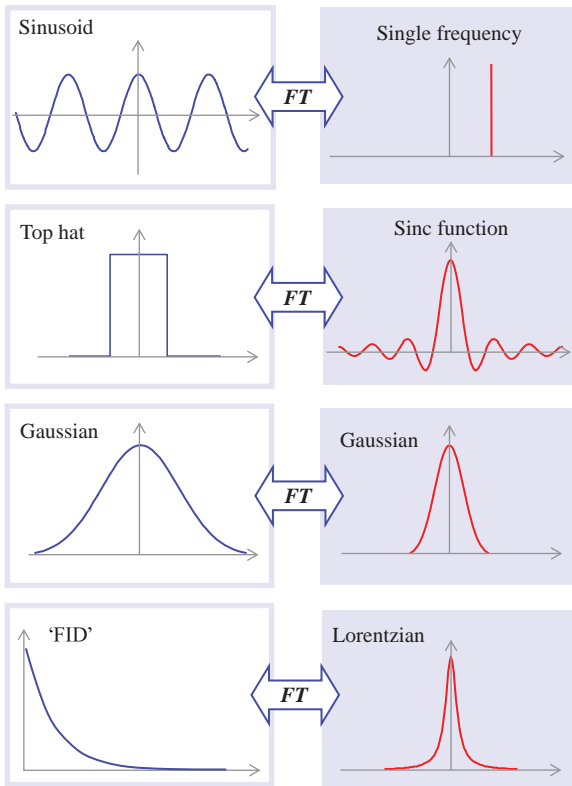 Sinusoid
FT
Single frequency
Top hat
FT
Sinc function
Gaussian
FT
Gaussian
‘FID’
FT
Lorentzian